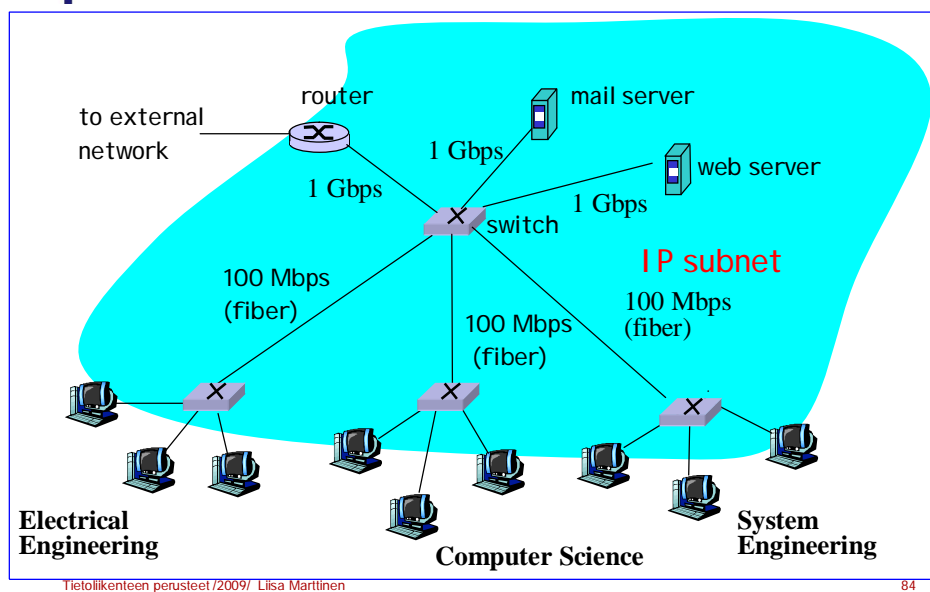 router
mail server
to external
network
1 Gbps
web server
1 Gbps
1 Gbps
switch
IP subnet
100 Mbps
(fiber)
100 Mbps
(fiber)
100 Mbps
(fiber)
Electrical
Engineering
Computer Science
System
Engineering
Tietoliikenteen perusteet /2009/ Liisa Marttinen
84